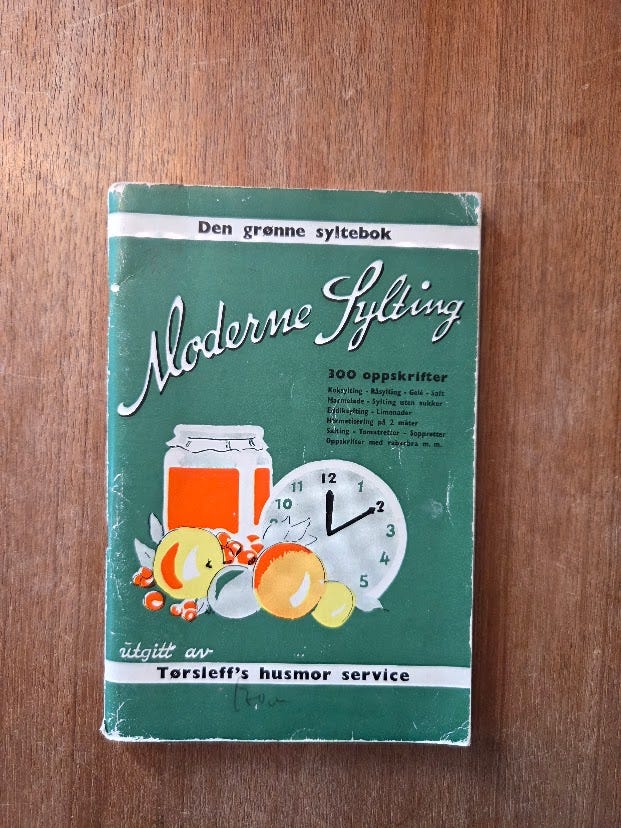 Den grønne syltebok
Moderne Sylting
300 oppskrifter
Koksylting - Råsylting - Gelé - Saft
Marmelade - Sylting uten sukker
Eddiksylting - Limonader
Hermetisering på 2 måter
Salting - Tomatretter - Soppretter
Oppskrifter med rabarbra m. m.
11 12 1
10 2
3
4
5
utgitt av
Tørsleff's husmor service